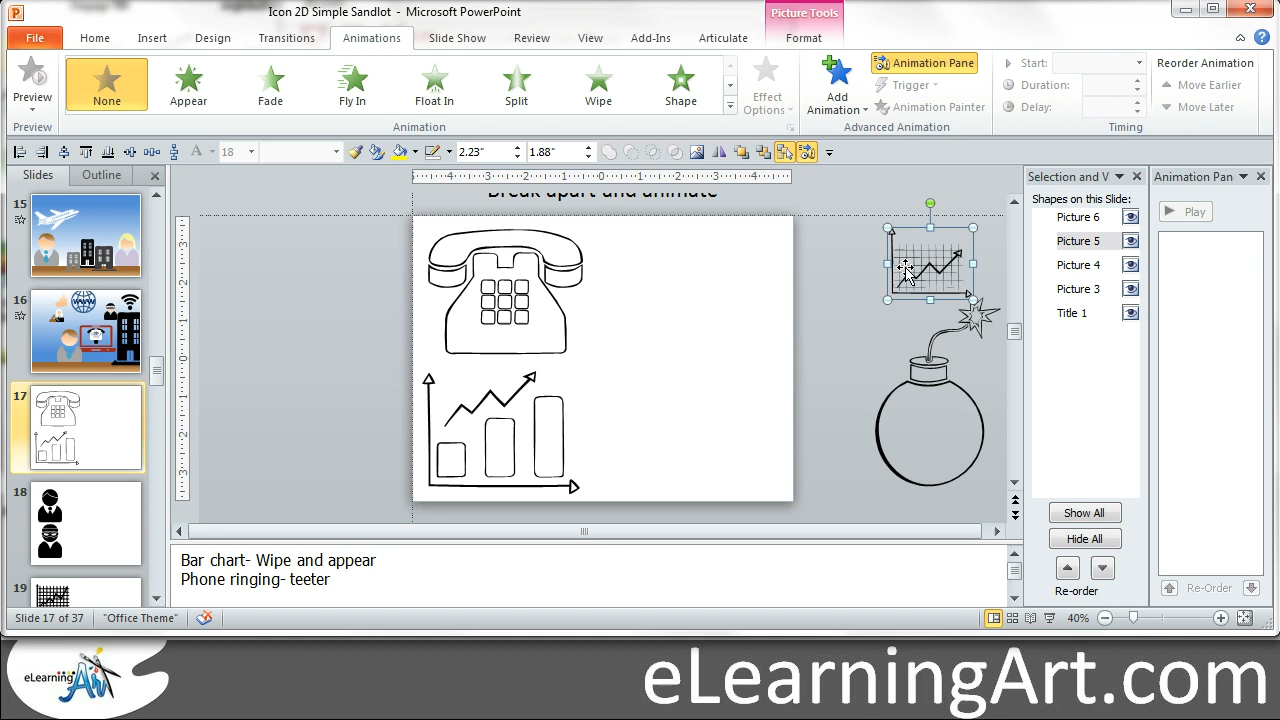 Icon 2D Simple Sandlot - Microsoft PowerPoint
Picture Tools
File Home Insert Design Transitions Animations Slide Show Review View Add-Ins Articulate Format
Preview
None
Appear
Fade
Fly In
Float In
Split
Wipe
Shape
Effect
Options
Add
Animation
Animation Pane
Trigger
Animation Painter
Start:
Duration:
Delay:
Reorder Animation
Move Earlier
Move Later
Preview
Animation
Advanced Animation
Timing
18
2.23"
1.88"
Slides
Outline
Selection and V
Animation Pan
Shapes on this Slide:
Picture 6
Picture 5
Picture 4
Picture 3
Title 1
Play
Break apart and animate
15
16
17
18
19
Show All
Hide All
Re-order
Re-Order
Bar chart- Wipe and appear
Phone ringing- teeter
Slide 17 of 37
"Office Theme"
40%
eLearning
Art
eLearningArt.com